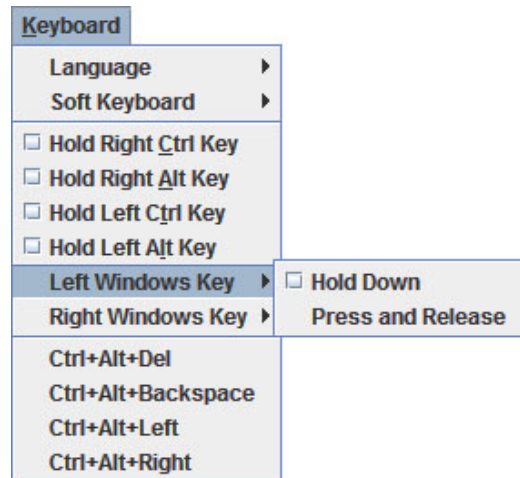 Keyboard
Language
Soft Keyboard
Hold Right Ctrl Key
Hold Right Alt Key
Hold Left Ctrl Key
Hold Left Alt Key
Left Windows Key
Hold Down
Right Windows Key
Press and Release
Ctrl+Alt+Del
Ctrl+Alt+Backspace
Ctrl+Alt+Left
Ctrl+Alt+Right